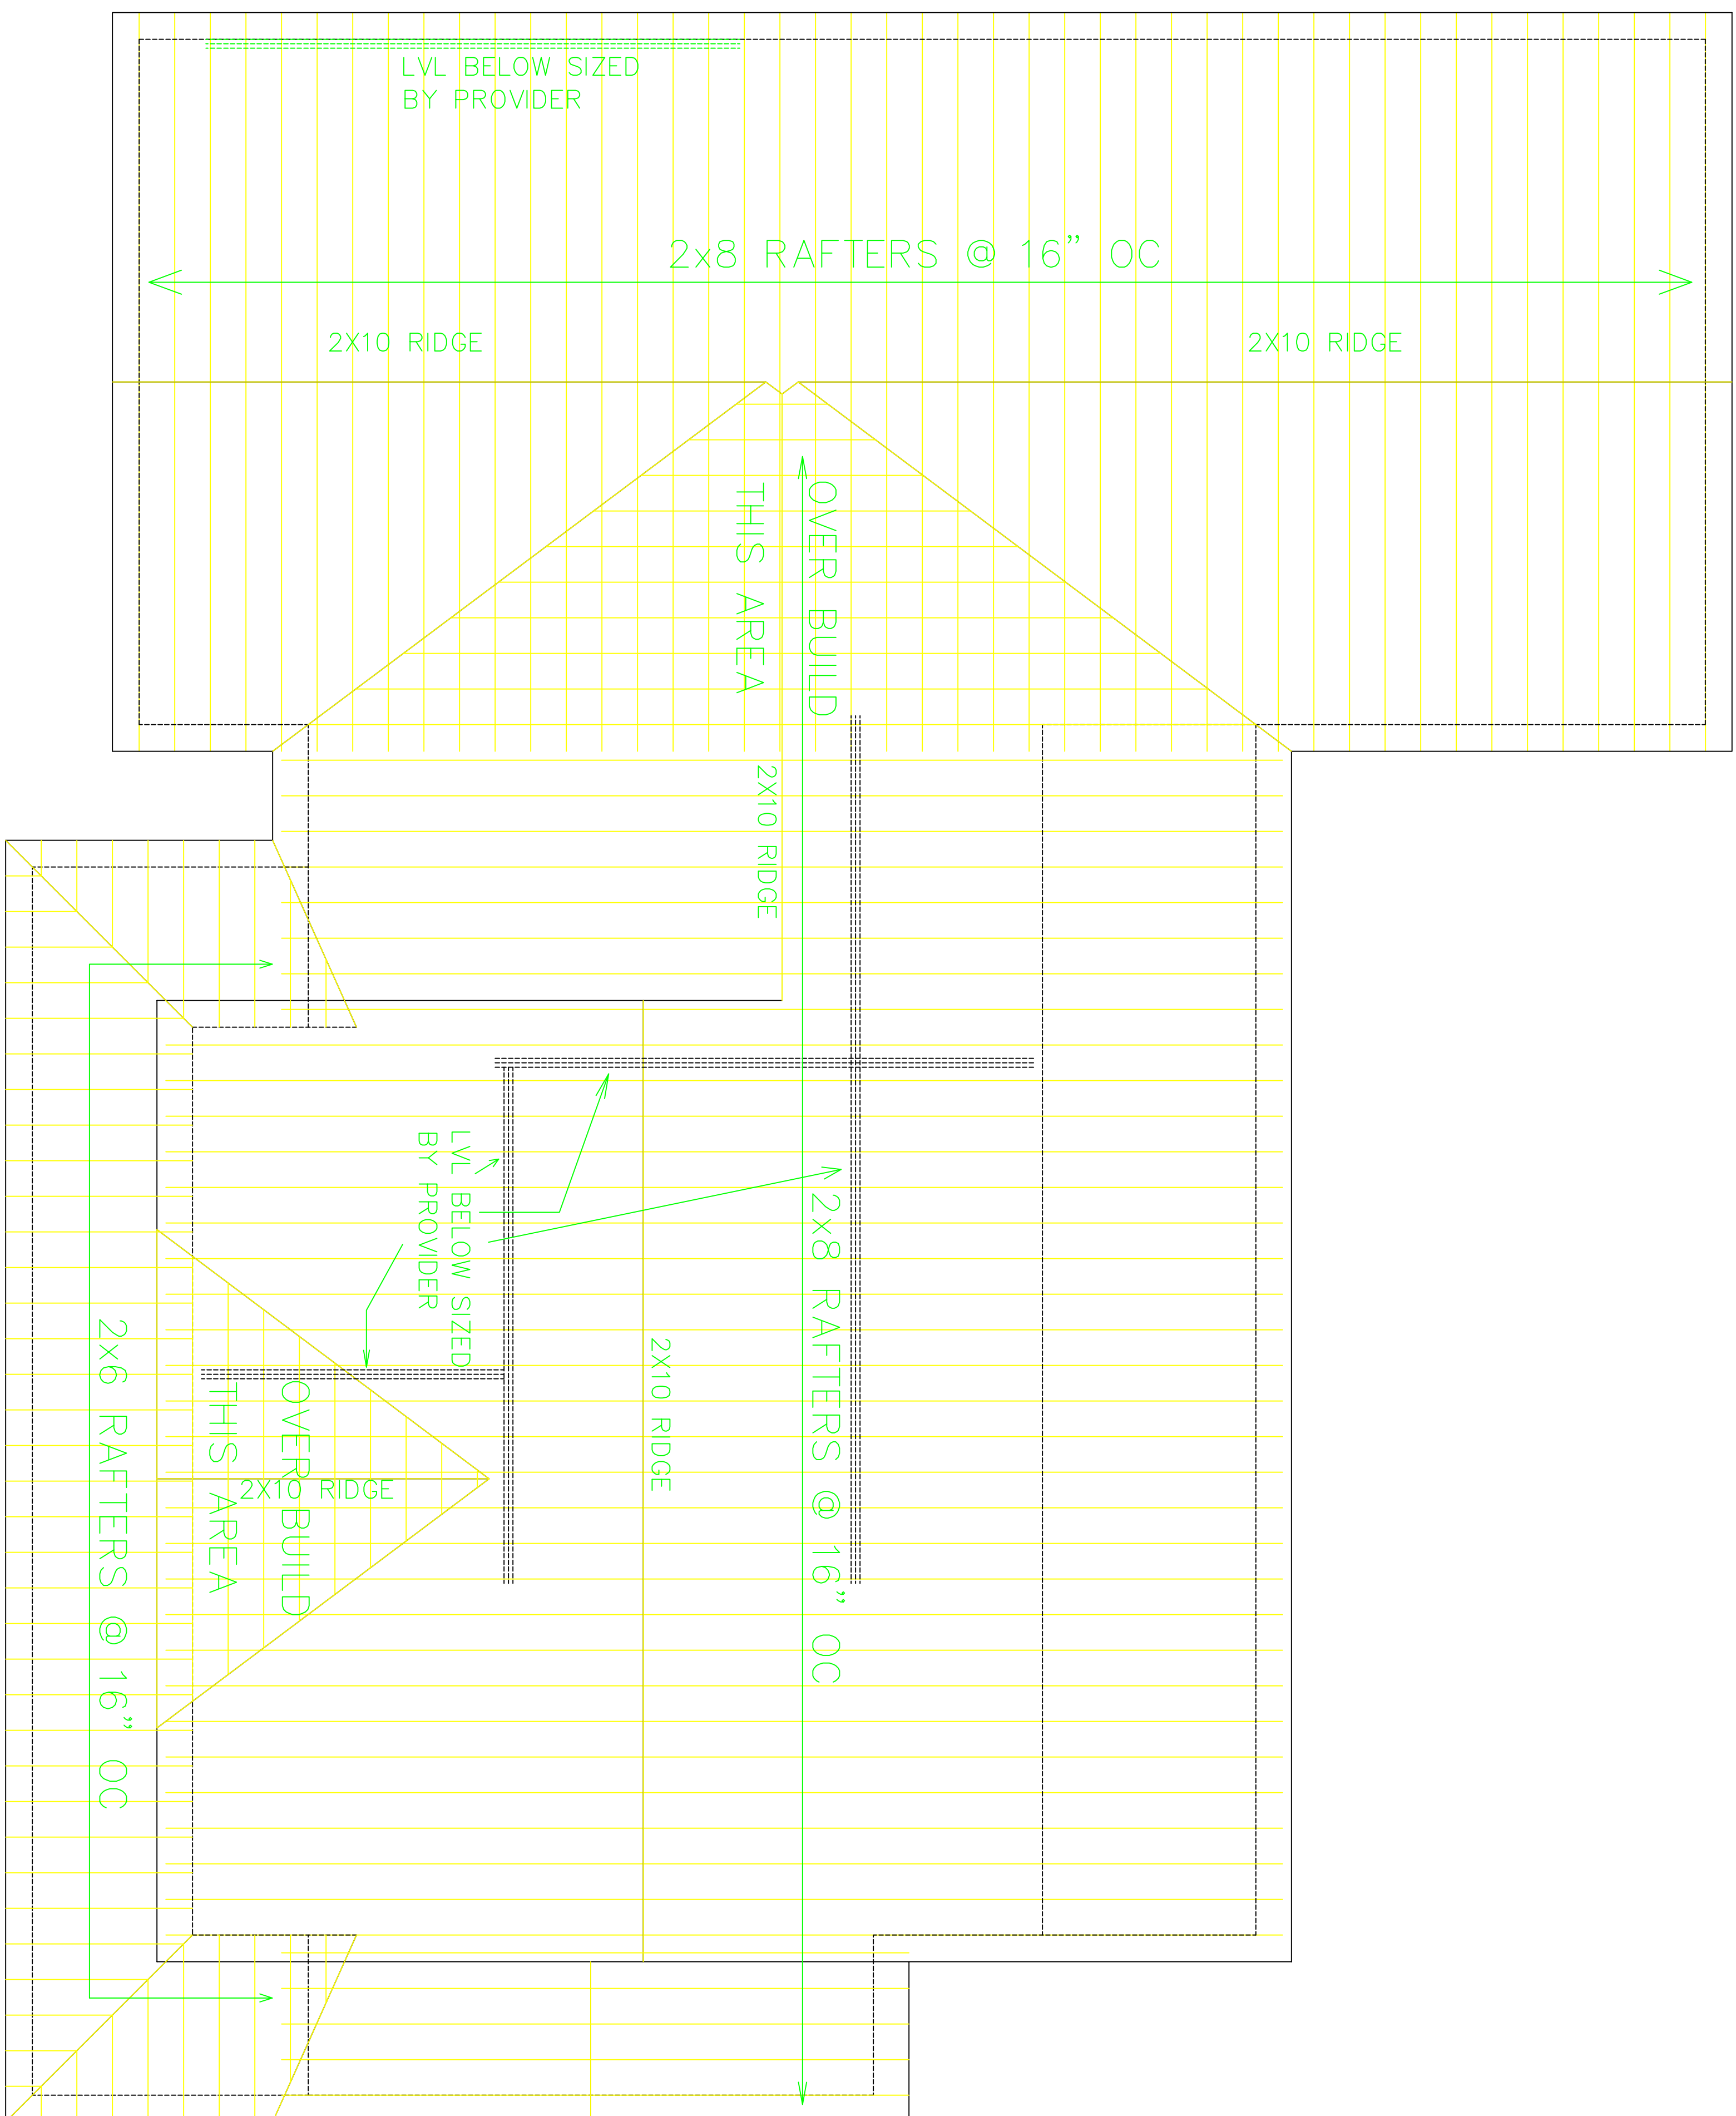 LVL BELOW SIZED
BY PROVIDER
2x8 RAFTERS @ 16" OC
2X10 RIDGE
2X10 RIDGE
OVER BUILD
THIS AREA
2X10 RIDGE
LVL BELOW SIZED
BY PROVIDER
2x8 RAFTERS @ 16" OC
2X10 RIDGE
2x6 RAFTERS @ 16" OC
OVER BUILD
THIS AREA
2X10 RIDGE